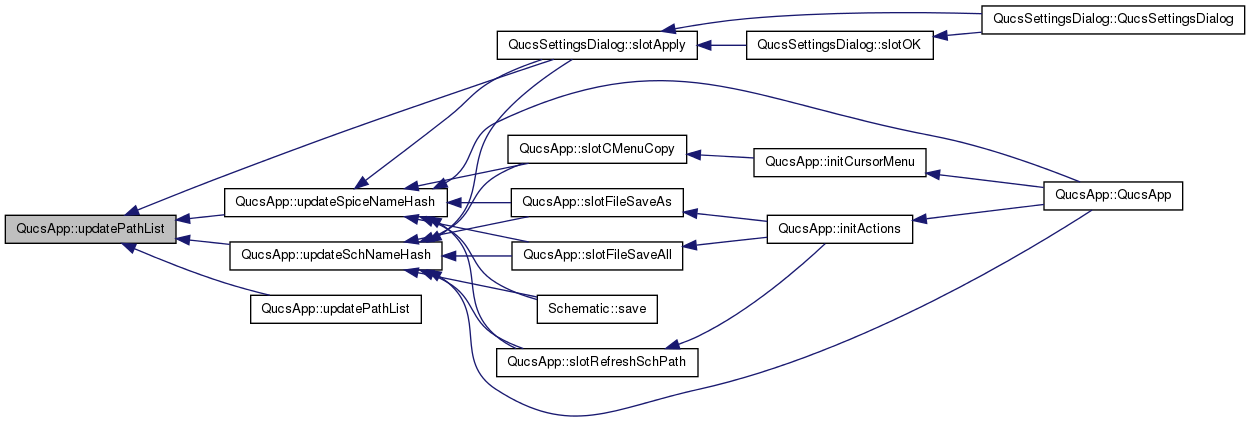 QucsSettingsDialog::QucsSettingsDialog
QucsSettingsDialog::slotApply
QucsSettingsDialog::slotOK
QucsApp::slotCMenuCopy
QucsApp::initCursorMenu
QucsApp::updateSpiceNameHash
QucsApp::slotFileSaveAs
QucsApp::QucsApp
QucsApp::updatePathList
QucsApp::initActions
QucsApp::updateSchNameHash
QucsApp::slotFileSaveAll
QucsApp::updatePathList
Schematic::save
QucsApp::slotRefreshSchPath